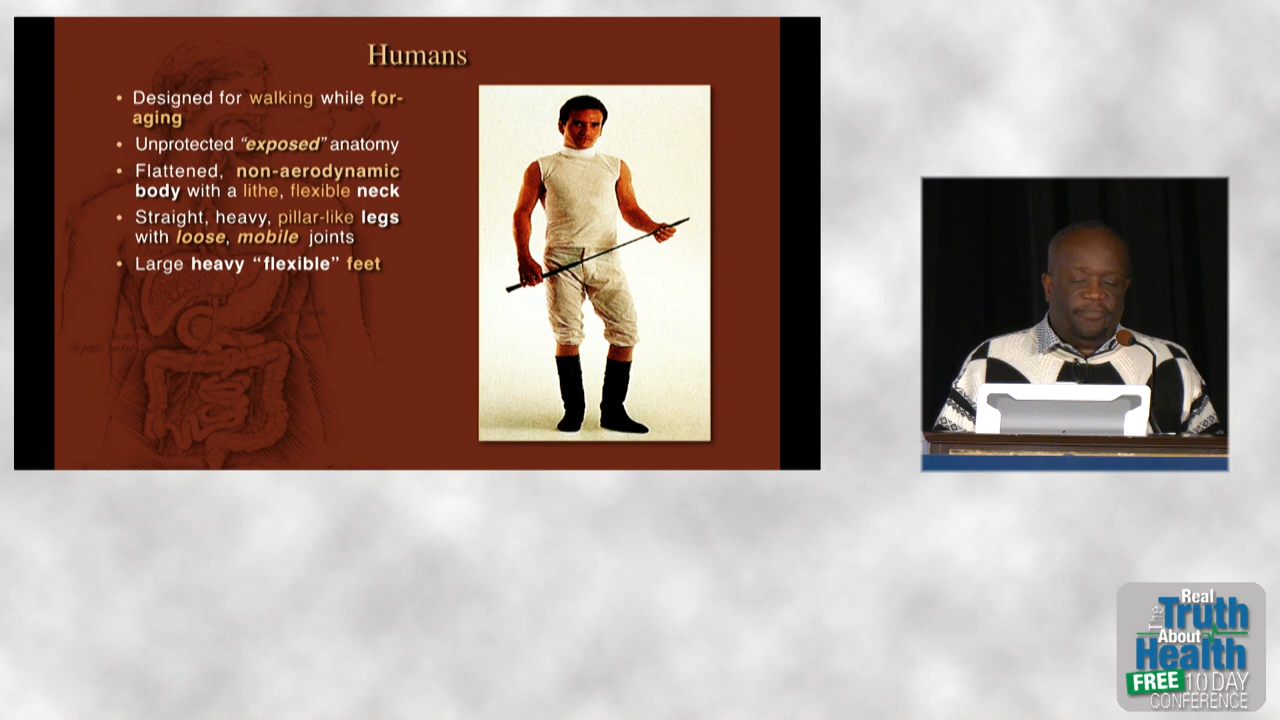 Humans
• Designed for walking while for-
aging
• Unprotected “exposed” anatomy
• Flattened, non-aerodynamic
body with a lithe, flexible neck
• Straight, heavy, pillar-like legs
with loose, mobile joints
• Large heavy “flexible” feet
Real
The Truth
About
Health
FREE 10 DAY
CONFERENCE